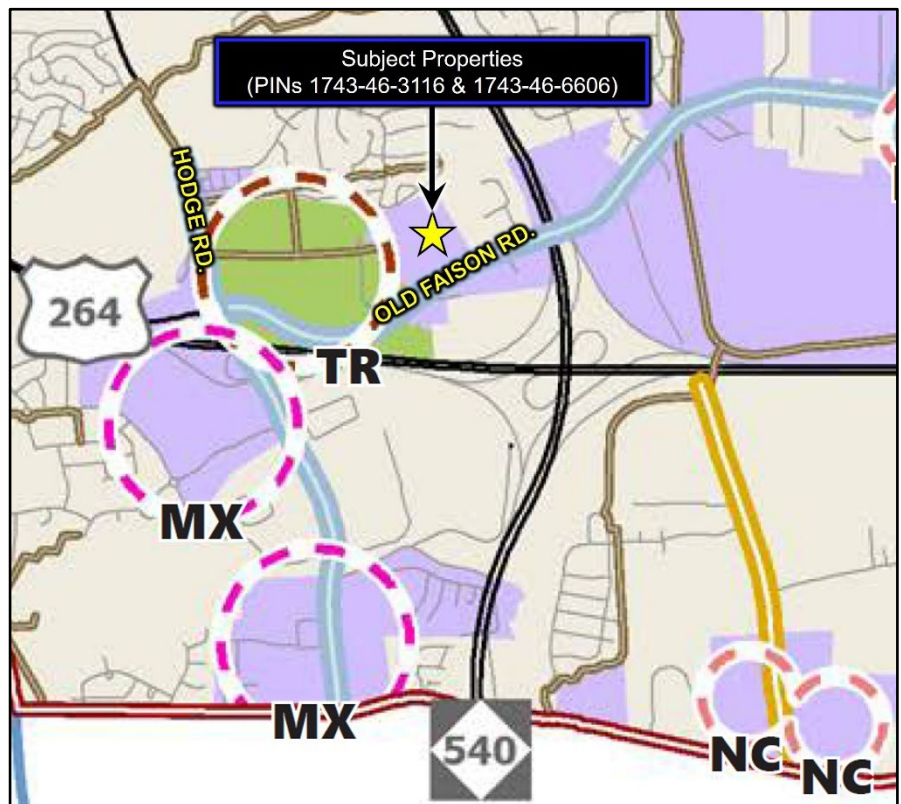 Subject Properties
(PINs 1743-46-3116 & 1743-46-6606)
HODGE RD.
OLD FAISON RD.
264
TR
MX
MX
540
NC
NC